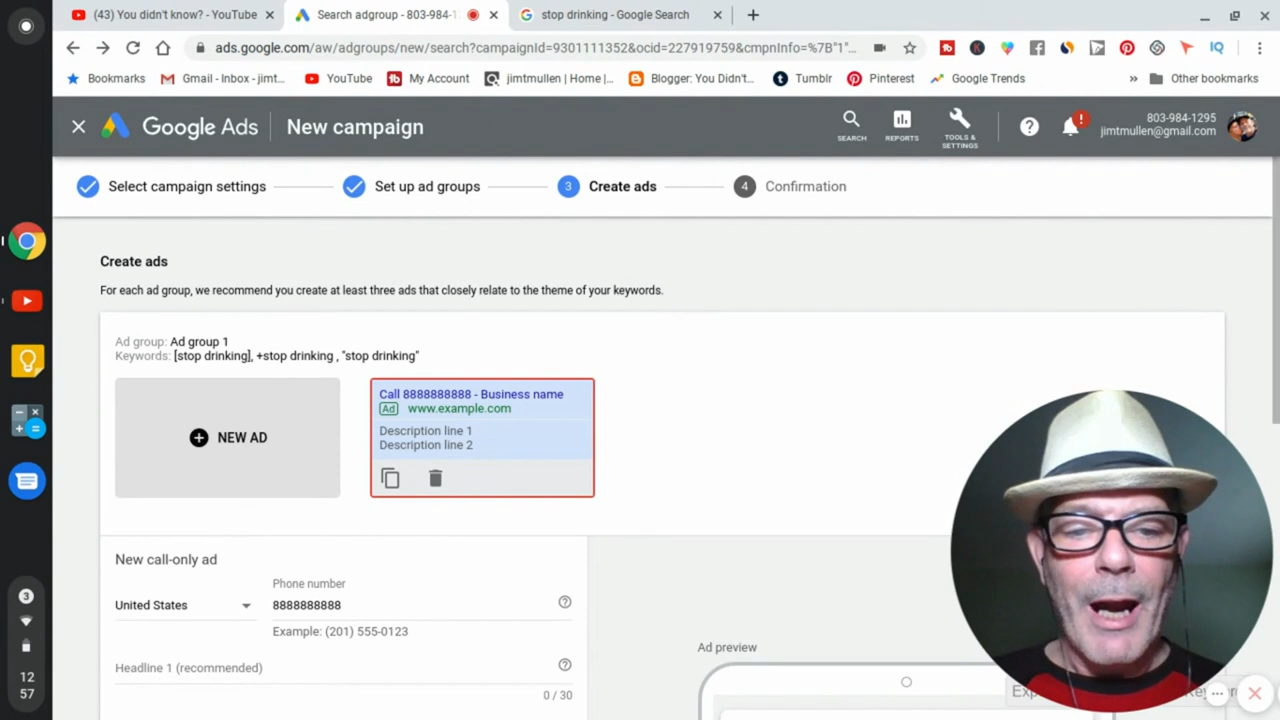 (43) You didn't know? - YouTube
Search adgroup - 803-984-1
stop drinking - Google Search
ads.google.com/aw/adgroups/new/search?campaignId=9301111352&ocid=227919759&cmpnInfo=%7B"1"...
Bookmarks
Gmail - Inbox - jimt...
YouTube
My Account
jimtmullen | Home |...
Blogger: You Didn'...
Tumblr
Pinterest
Google Trends
Other bookmarks
Google Ads
New campaign
SEARCH
REPORTS
TOOLS & SETTINGS
803-984-1295
jimtmullen@gmail.com
Select campaign settings
Set up ad groups
3 Create ads
4 Confirmation
Create ads
For each ad group, we recommend you create at least three ads that closely relate to the theme of your keywords.
Ad group: Ad group 1
Keywords: [stop drinking], +stop drinking , "stop drinking"
NEW AD
Call 8888888888 - Business name
Ad www.example.com
Description line 1
Description line 2
New call-only ad
Phone number
United States
8888888888
Example: (201) 555-0123
Headline 1 (recommended)
0 / 30
Ad preview
3
12
57